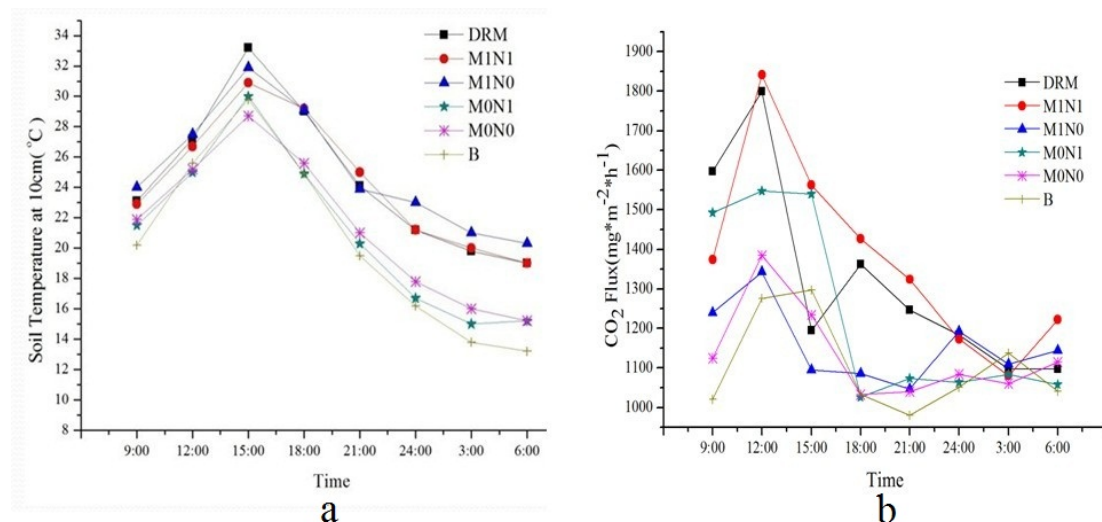 34
32
30
28
26
24
22
20
18
16
14
12
10
8
Soil Temperature at 10cm( °C)
9:00 12:00 15:00 18:00 21:00 24:00 3:00 6:00
Time
DRM
M1N1
M1N0
M0N1
M0N0
B
a
1900
1800
1700
1600
1500
1400
1300
1200
1100
1000
CO₂ Flux(mg*m⁻²*h⁻¹)
9:00 12:00 15:00 18:00 21:00 24:00 3:00 6:00
Time
DRM
M1N1
M1N0
M0N1
M0N0
B
b